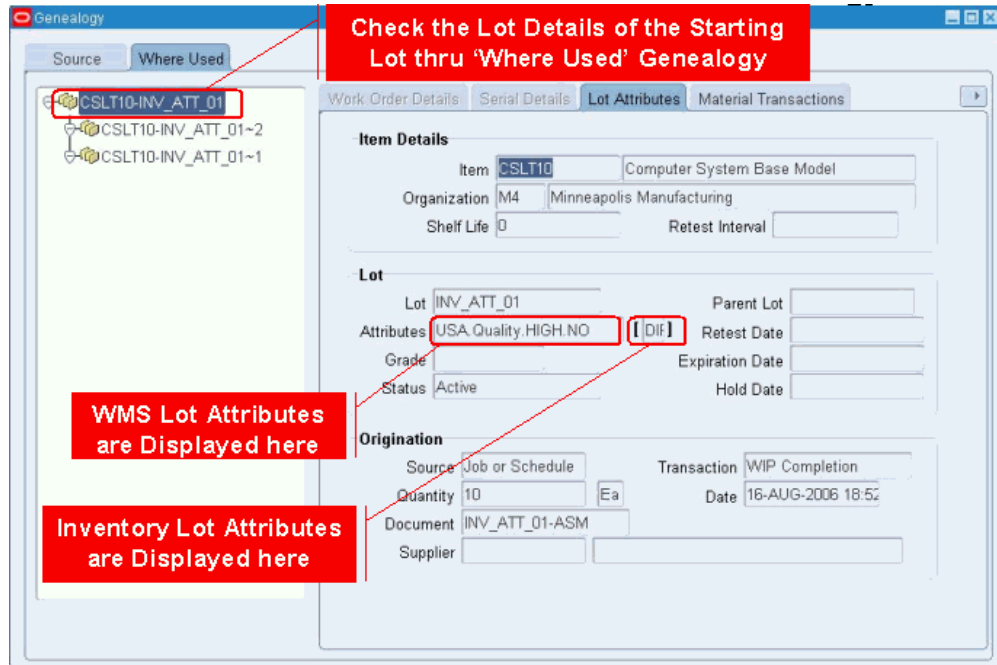 Genealogy
Check the Lot Details of the Starting
Lot thru ‘Where Used’ Genealogy
Source Where Used
CSLT10-INV_ATT_01
CSLT10-INV_ATT_01~2
CSLT10-INV_ATT_01~1
Work Order Details Serial Details Lot Attributes Material Transactions
Item Details
Item CSLT10 Computer System Base Model
Organization M4 Minneapolis Manufacturing
Shelf Life 0 Retest Interval
Lot
Lot INV_ATT_01 Parent Lot
Attributes USA.Quality.HIGH.NO [DIF] Retest Date
Grade Expiration Date
Status Active Hold Date
WMS Lot Attributes
are Displayed here
Origination
Source Job or Schedule Transaction WIP Completion
Quantity 10 Ea Date 16-AUG-2006 18:52
Document INV_ATT_01-ASM
Supplier
Inventory Lot Attributes
are Displayed here